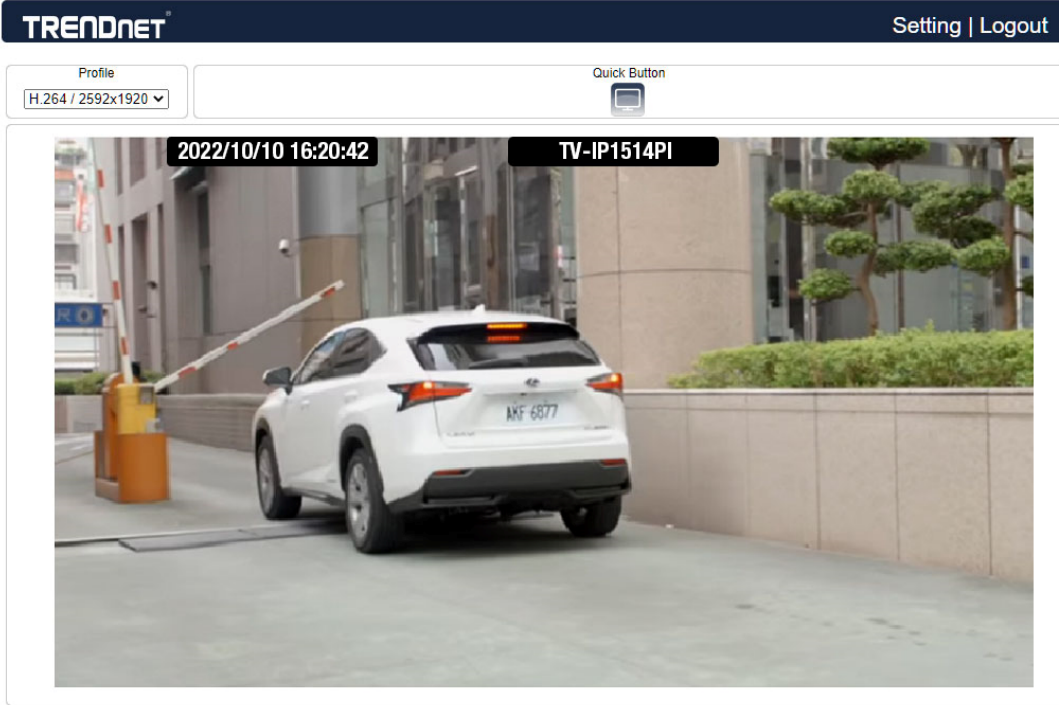 TRENDnet®
Setting | Logout
Profile
Quick Button
H.264 / 2592x1920
2022/10/10 16:20:42
TV-IP1514PI
AKF 6877